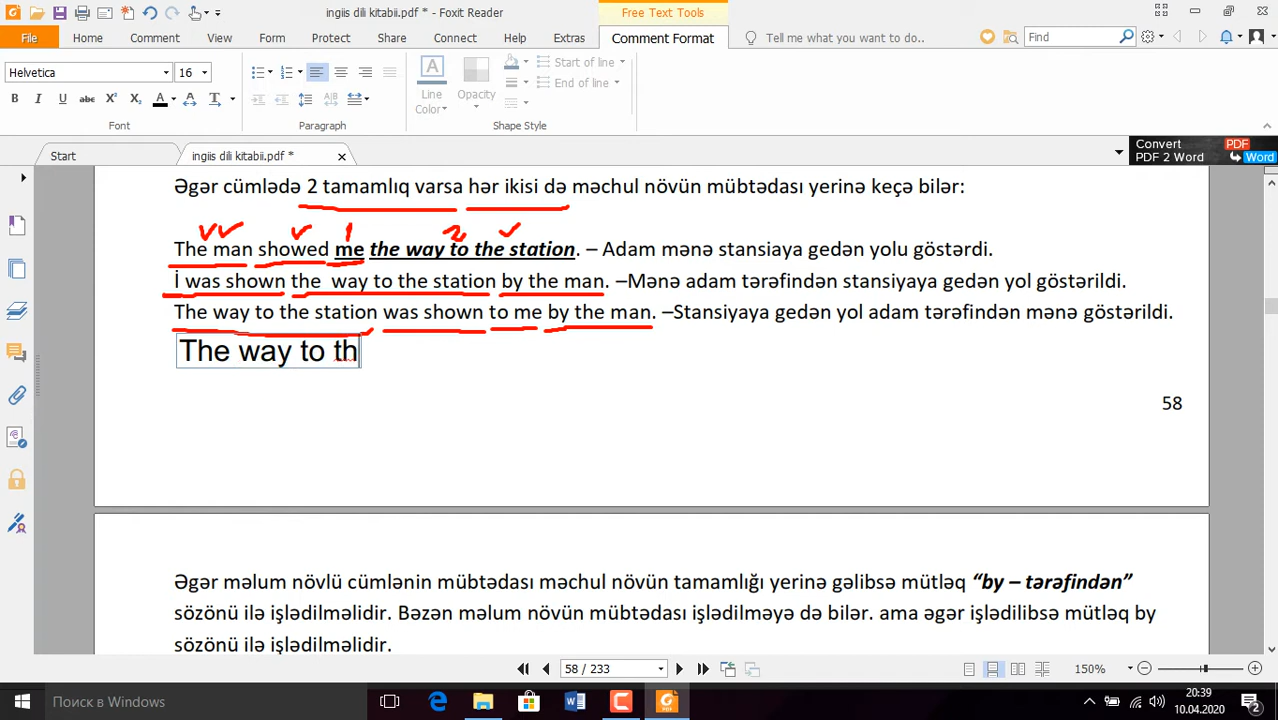 ingiis dili kitabii.pdf * - Foxit Reader
Free Text Tools
File Home Comment View Form Protect Share Connect Help Extras Comment Format Tell me what you want to do.. Find
Helvetica 16
Line Color
Opacity
Start of line
End of line
Font Paragraph Shape Style
Start ingiis dili kitabii.pdf *
Convert PDF
PDF 2 Word Word
Əgər cümlədə 2 tamamlıq varsa hər ikisi də məchul növün mübtədası yerinə keçə bilər:
1 2
The man showed me the way to the station. – Adam mənə stansiaya gedən yolu göstərdi.
İ was shown the way to the station by the man. –Mənə adam tərəfindən stansiyaya gedən yol göstərildi.
The way to the station was shown to me by the man. –Stansiyaya gedən yol adam tərəfindən mənə göstərildi.
The way to th
58
Əgər məlum növlü cümlənin mübtədası məchul növün tamamlığı yerinə gəlibsə mütləq “by – tərəfindən”
sözönü ilə işlədilməlidir. Bəzən məlum növün mübtədası işlədilməyə də bilər. ama əgər işlədilibsə mütləq by
sözönü ilə işlədilməlidir.
58 / 233 150%
Поиск в Windows
20:39
10.04.2020
2